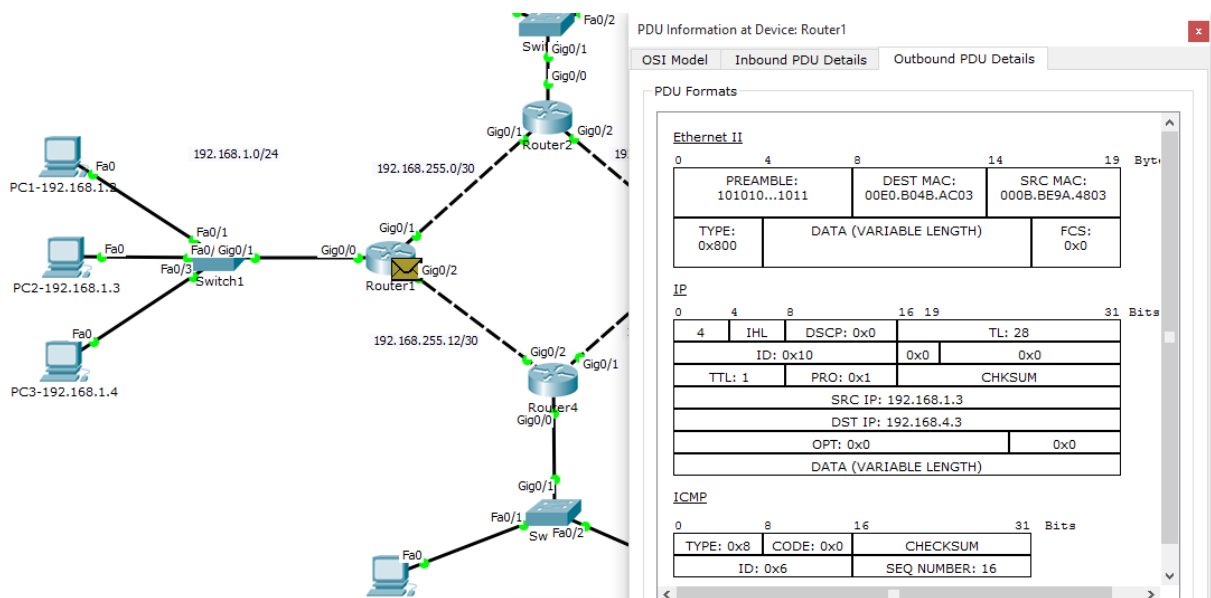 Fa0/2
Swi
Gig0/1
Gig0/0
Gig0/1
Gig0/2
Router2
192.168.1.0/24
192.168.255.0/30
19
Fa0
PC1-192.168.1.2
Fa0/1
Fa0
Fa0/ Gig0/1
Gig0/0
Gig0/1
Fa0/3
Switch1
Gig0/2
Router1
PC2-192.168.1.3
Fa0
192.168.255.12/30
Gig0/2
Gig0/1
PC3-192.168.1.4
Router4
Gig0/0
Gig0/1
Fa0/1
Sw
Fa0/2
Fa0
PDU Information at Device: Router1
x
OSI Model Inbound PDU Details Outbound PDU Details
PDU Formats
Ethernet II
0 4 8 14 19 Byt
PREAMBLE: 101010...1011
DEST MAC: 00E0.B04B.AC03
SRC MAC: 000B.BE9A.4803
TYPE: 0x800
DATA (VARIABLE LENGTH)
FCS: 0x0
IP
0 4 8 16 19 31 Bits
4 IHL DSCP: 0x0 TL: 28
ID: 0x10 0x0 0x0
TTL: 1 PRO: 0x1 CHKSUM
SRC IP: 192.168.1.3
DST IP: 192.168.4.3
OPT: 0x0 0x0
DATA (VARIABLE LENGTH)
ICMP
0 8 16 31 Bits
TYPE: 0x8 CODE: 0x0 CHECKSUM
ID: 0x6 SEQ NUMBER: 16